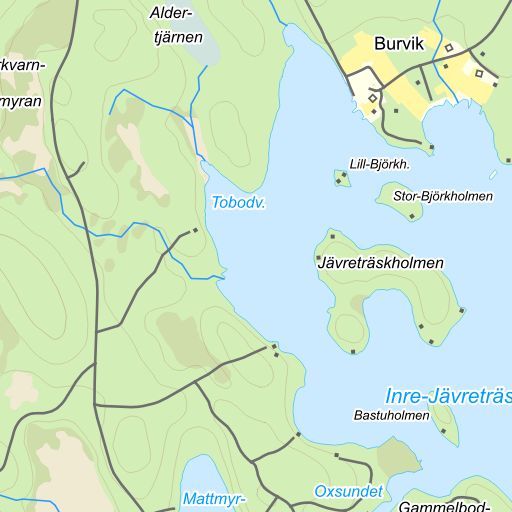 Alder-
tjärnen
Burvik
rkvarn-
myran
Lill-Björkh.
Stor-Björkholmen
Tobodv.
Jävreträskholmen
Inre-Jävreträs
Bastuholmen
Oxsundet
Mattmyr-
Gammelbod-